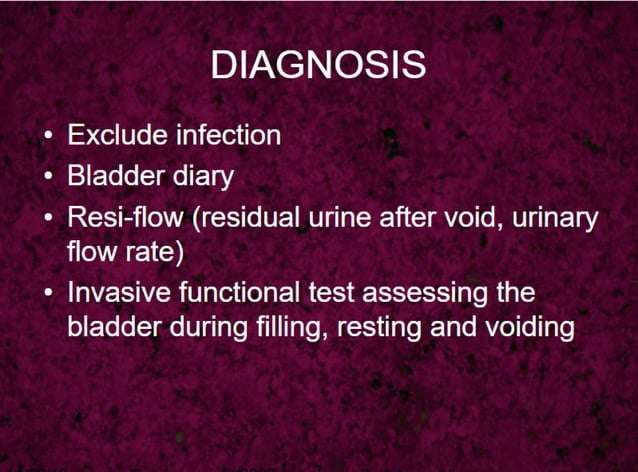 DIAGNOSIS
• Exclude infection
• Bladder diary
• Resi-flow (residual urine after void, urinary
flow rate)
• Invasive functional test assessing the
bladder during filling, resting and voiding